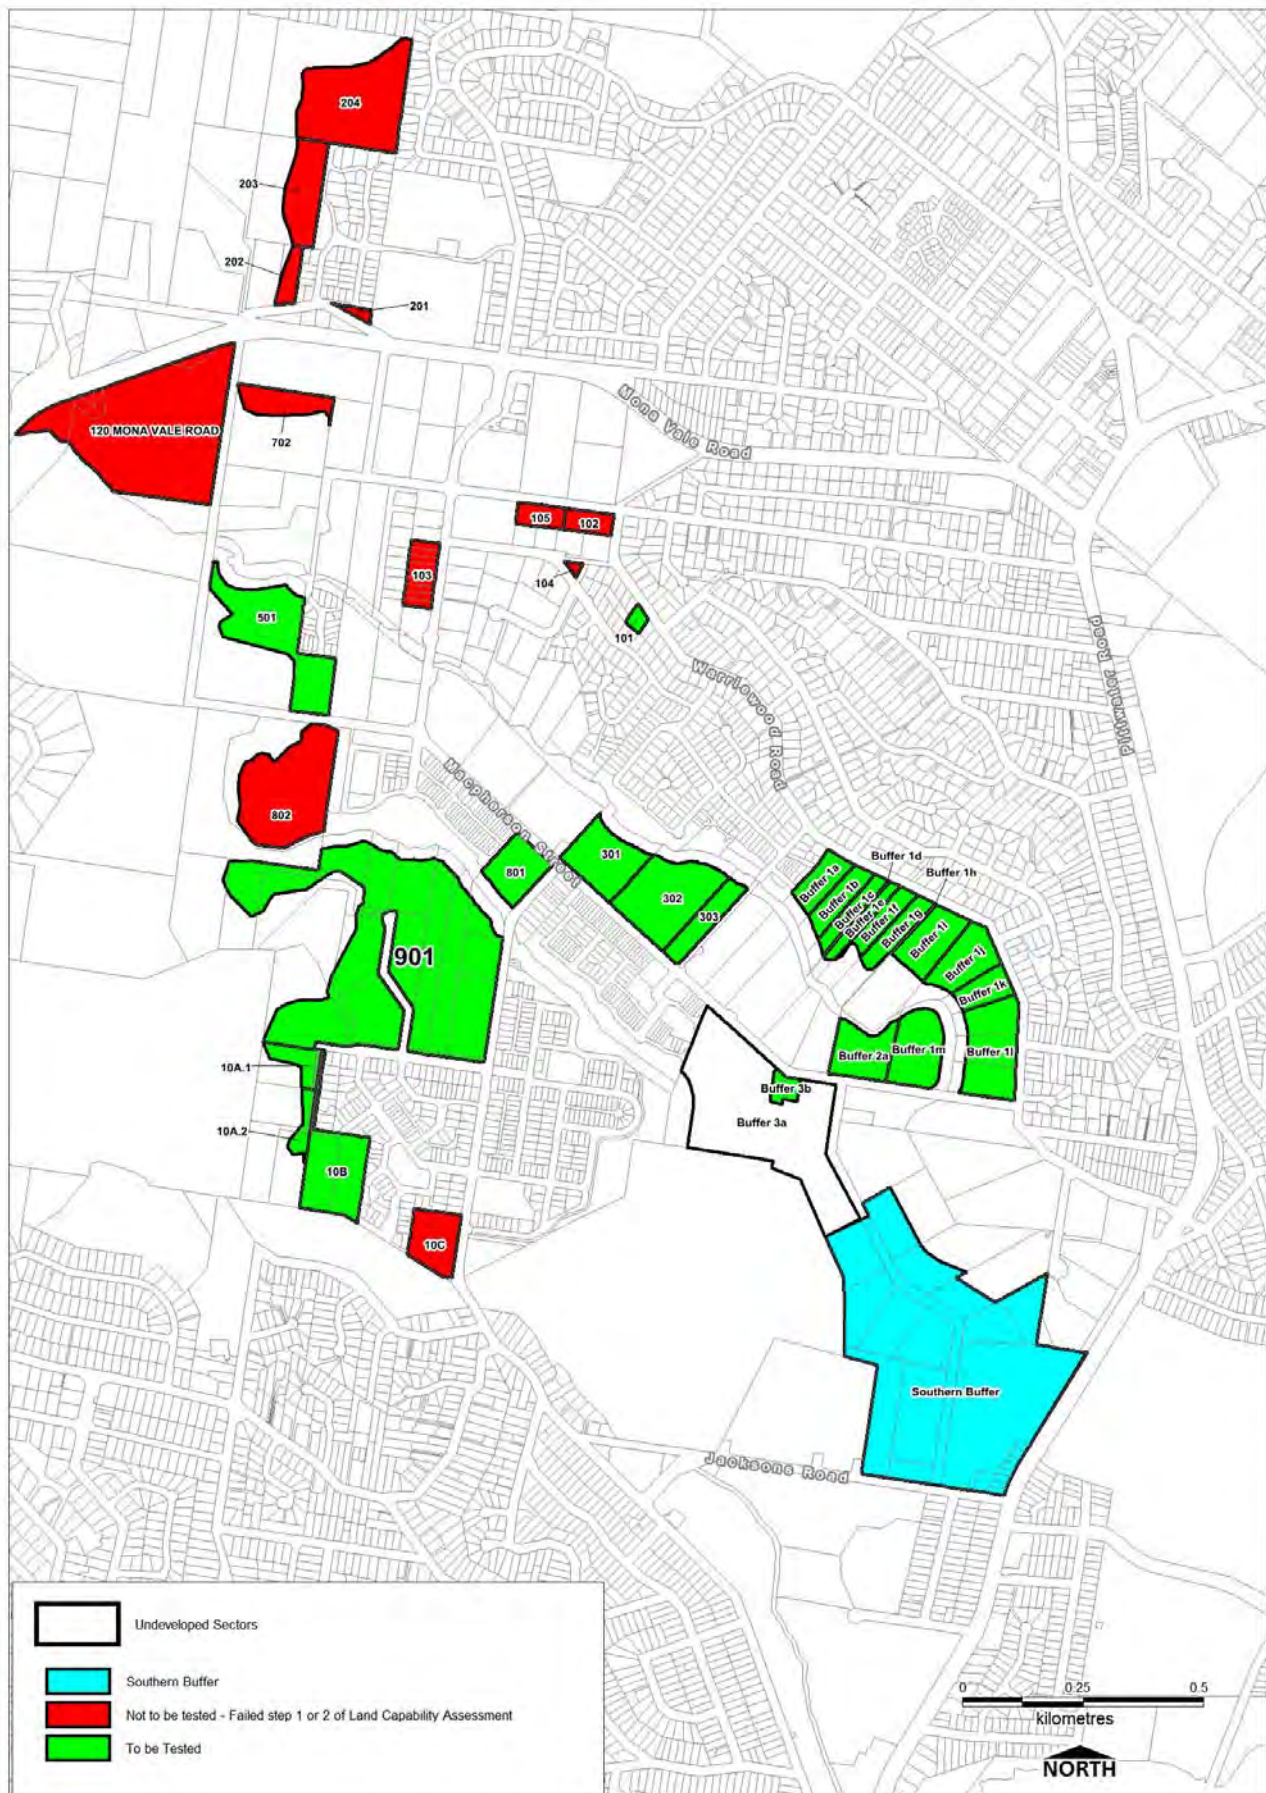 204
203
202
201
120 MONA VALE ROAD
702
Mona Vale Road
105
102
103
104
101
501
Pittwater Road
Warriewood Road
802
Macpherson Street
801
301
302
303
Buffer 1d
Buffer 1h
Buffer 1a
Buffer 1b
Buffer 1c
Buffer 1e
Buffer 1f
Buffer 1g
Buffer 1i
Buffer 1j
Buffer 1k
Buffer 1l
Buffer 1m
Buffer 2a
901
10A.1
10A.2
10B
10C
Buffer 3b
Buffer 3a
Southern Buffer
Jacksons Road
Undeveloped Sectors
Southern Buffer
Not to be tested - Failed step 1 or 2 of Land Capability Assessment
To be Tested
0 0.25 0.5
kilometres
NORTH